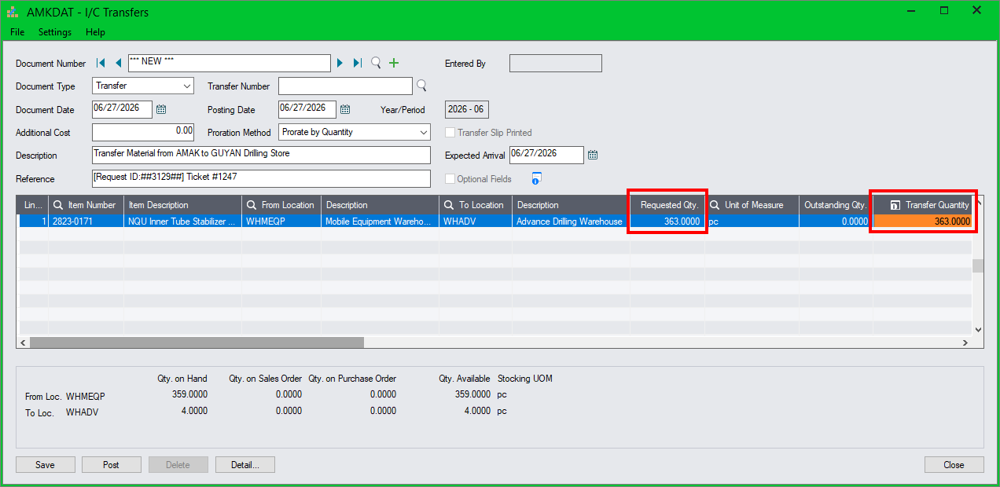 AMKDAT - I/C Transfers
File Settings Help
Document Number *** NEW *** Entered By
Document Type Transfer Transfer Number
Document Date 06/27/2026 Posting Date 06/27/2026 Year/Period 2026 - 06
Additional Cost 0.00 Proration Method Prorate by Quantity Transfer Slip Printed
Description Transfer Material from AMAK to GUYAN Drilling Store Expected Arrival 06/27/2026
Reference [Request ID:##3129##] Ticket #1247 Optional Fields
Lin... Item Number Item Description From Location Description To Location Description Requested Qty. Unit of Measure Outstanding Qty. Transfer Quantity
1 2823-0171 NQU Inner Tube Stabilizer ... WHMEQP Mobile Equipment Wareho... WHADV Advance Drilling Warehouse 363.0000 pc 0.0000 363.0000
Qty. on Hand Qty. on Sales Order Qty. on Purchase Order Qty. Available Stocking UOM
From Loc. WHMEQP 359.0000 0.0000 0.0000 359.0000 pc
To Loc. WHADV 4.0000 0.0000 0.0000 4.0000 pc
Save Post Delete Detail... Close